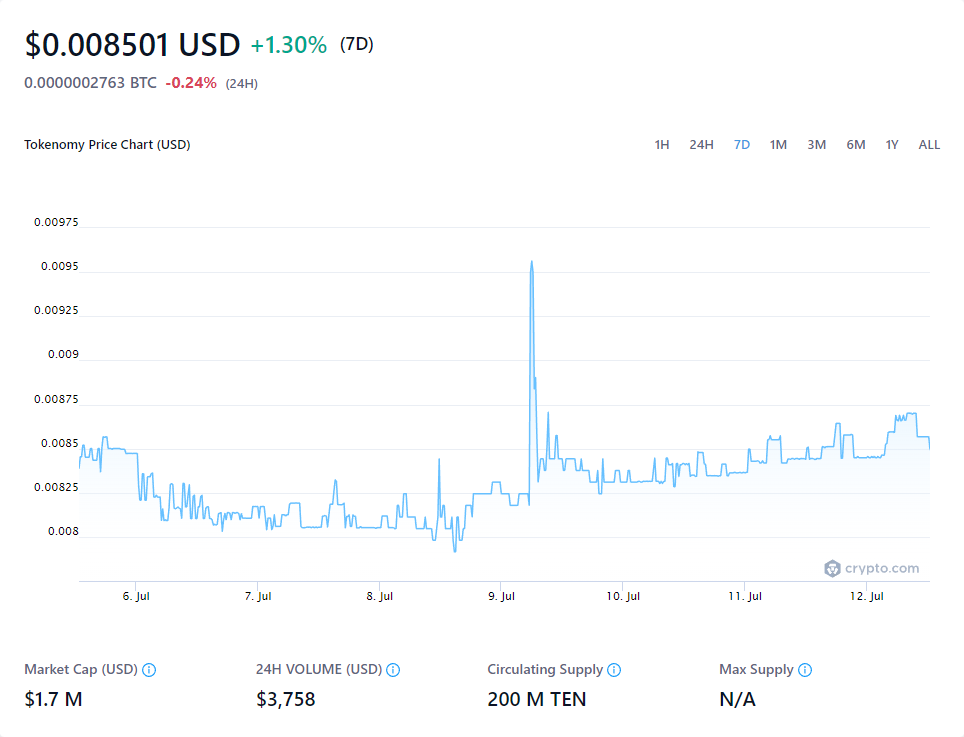 $0.008501 USD +1.30% (7D)
0.0000002763 BTC -0.24% (24H)
Tokenomy Price Chart (USD) 1H 24H 7D 1M 3M 6M 1Y ALL
0.00975
0.0095
0.00925
0.009
0.00875
0.0085
0.00825
0.008
crypto.com
6. Jul 7. Jul 8. Jul 9. Jul 10. Jul 11. Jul 12. Jul
Market Cap (USD) 24H VOLUME (USD) Circulating Supply Max Supply
$1.7 M $3,758 200 M TEN N/A